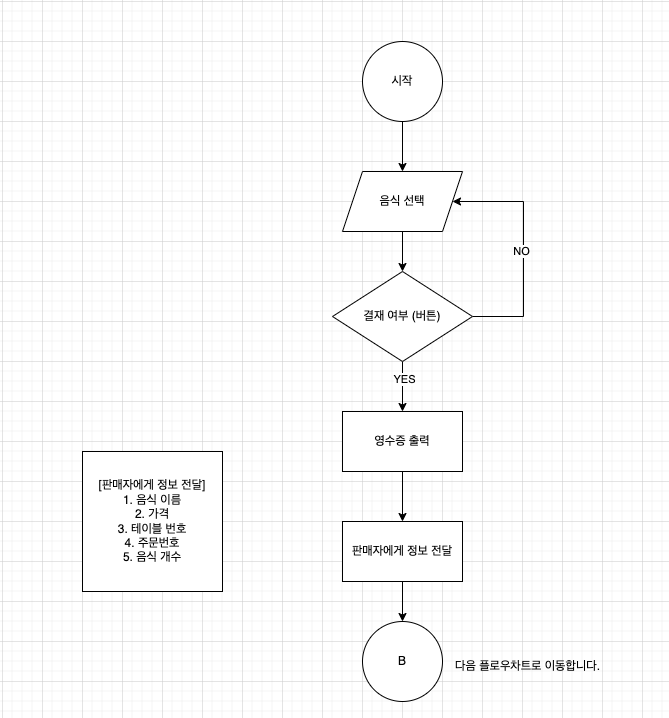 시작
음식 선택
NO
결재 여부 (버튼)
YES
영수증 출력
[판매자에게 정보 전달]
1. 음식 이름
2. 가격
3. 테이블 번호
4. 주문번호
5. 음식 개수
판매자에게 정보 전달
B
다음 플로우차트로 이동합니다.